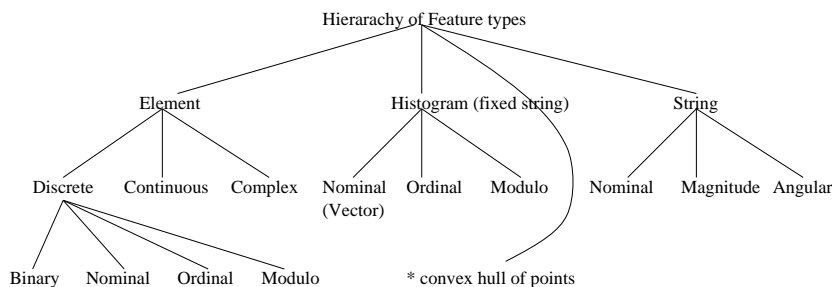 Hierarachy of Feature types
Element Histogram (fixed string) String
Discrete Continuous Complex Nominal Ordinal Modulo Nominal Magnitude Angular
(Vector)
Binary Nominal Ordinal Modulo * convex hull of points